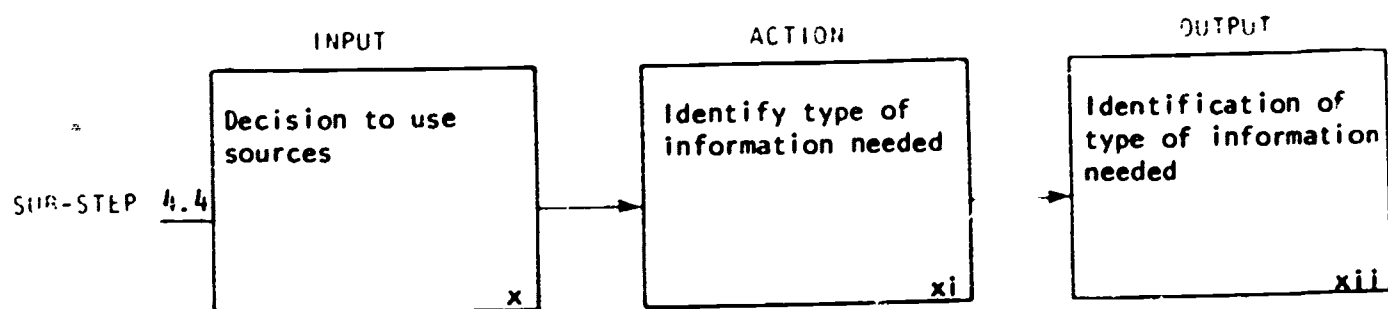 INPUT
ACTION
OUTPUT
Decision to use
sources
Identify type of
information needed
Identification of
type of information
needed
SUB-STEP 4.4
x
xi
xii